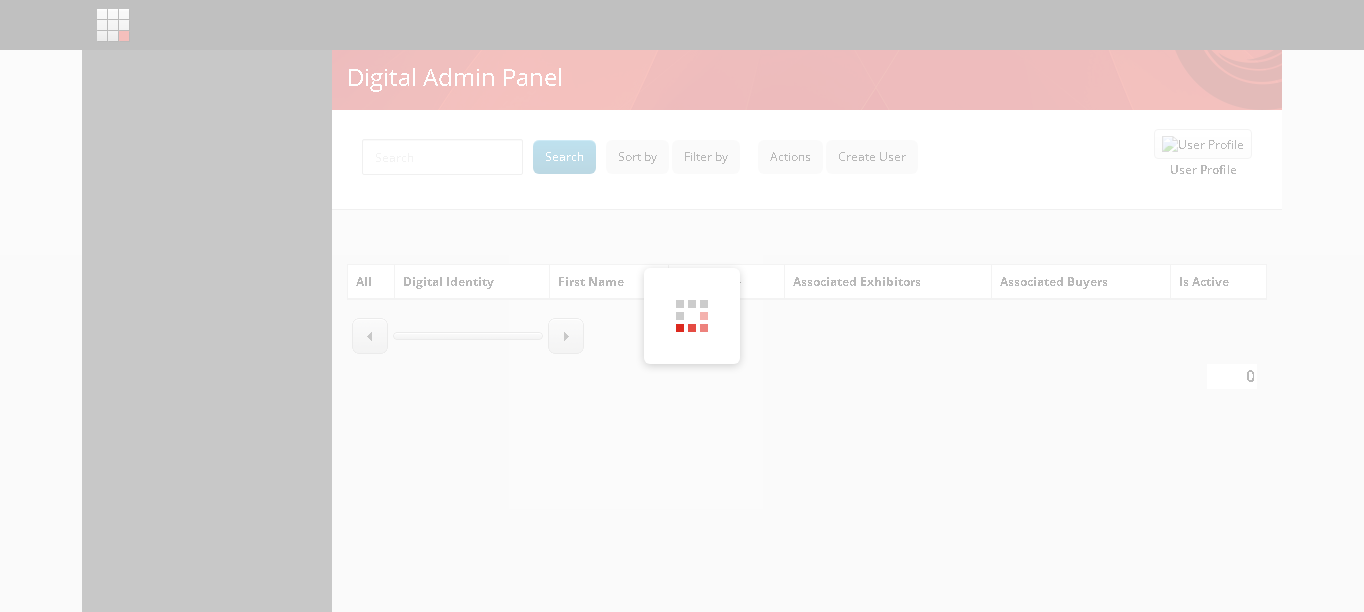 Digital Admin Panel
Search
Search
Sort by
Filter by
Actions
Create User
User Profile
User Profile
All
Digital Identity
First Name
Associated Exhibitors
Associated Buyers
Is Active
0